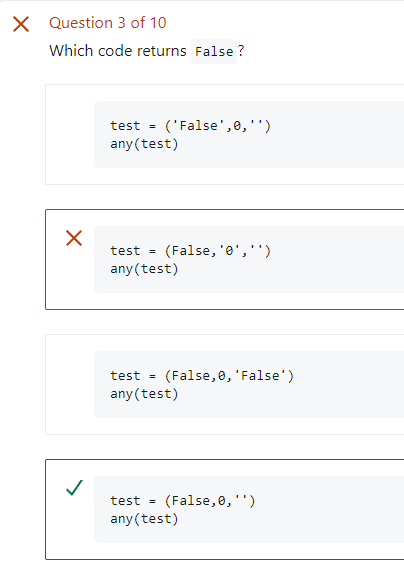 Question 3 of 10
Which code returns False?
test = ('False',0,'')
any(test)
test = (False,'0','')
any(test)
test = (False,0,'False')
any(test)
test = (False,0,'')
any(test)